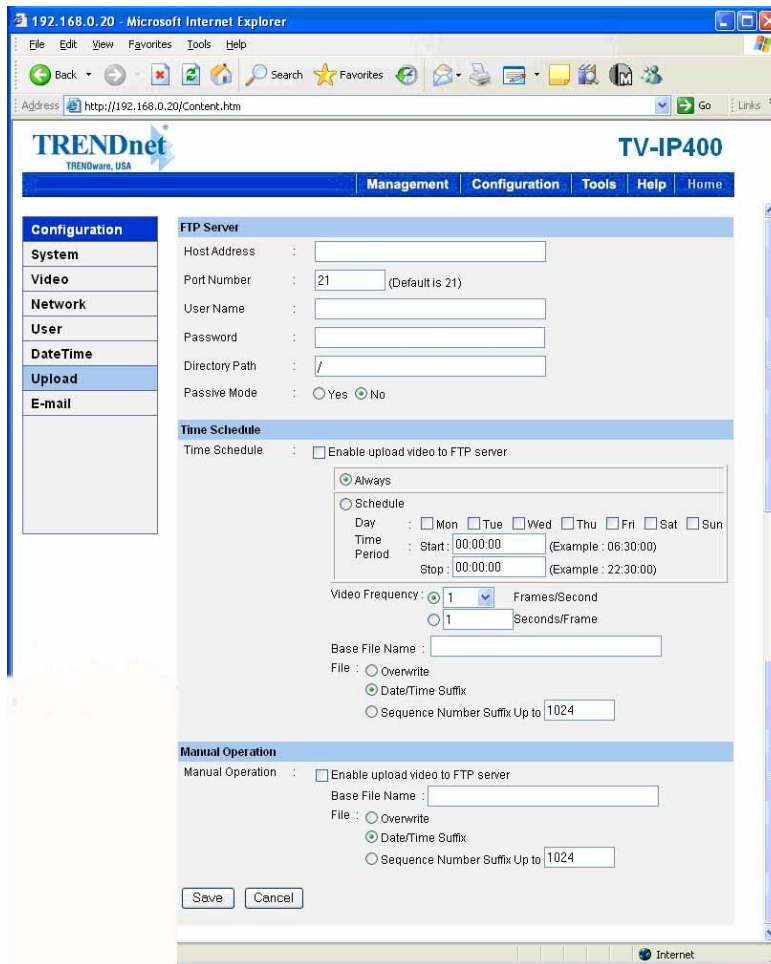 192.168.0.20 - Microsoft Internet Explorer
File Edit View Favorites Tools Help
Back Search Favorites
Address http://192.168.0.20/Content.htm Go Links
TRENDnet
TRENDware, USA
TV-IP400
Management Configuration Tools Help Home
Configuration
System
Video
Network
User
DateTime
Upload
E-mail
FTP Server
Host Address :
Port Number : 21 (Default is 21)
User Name :
Password :
Directory Path : /
Passive Mode : Yes No
Time Schedule
Time Schedule : Enable upload video to FTP server
Always
Schedule
Day : Mon Tue Wed Thu Fri Sat Sun
Time Period : Start : 00:00:00 (Example : 06:30:00)
Stop : 00:00:00 (Example : 22:30:00)
Video Frequency : 1 Frames/Second
1 Seconds/Frame
Base File Name :
File : Overwrite
Date/Time Suffix
Sequence Number Suffix Up to 1024
Manual Operation
Manual Operation : Enable upload video to FTP server
Base File Name :
File : Overwrite
Date/Time Suffix
Sequence Number Suffix Up to 1024
Save Cancel
Internet